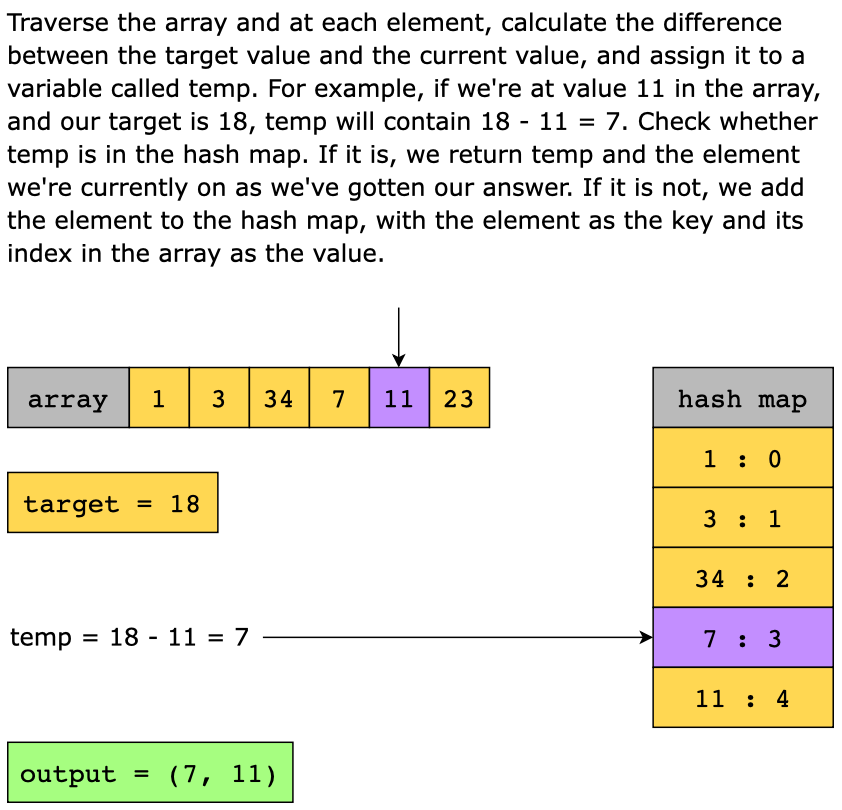 Traverse the array and at each element, calculate the difference
between the target value and the current value, and assign it to a
variable called temp. For example, if we're at value 11 in the array,
and our target is 18, temp will contain 18 - 11 = 7. Check whether
temp is in the hash map. If it is, we return temp and the element
we're currently on as we've gotten our answer. If it is not, we add
the element to the hash map, with the element as the key and its
index in the array as the value.
array 1 3 34 7 11 23
target = 18
temp = 18 - 11 = 7
output = (7, 11)
hash map
1 : 0
3 : 1
34 : 2
7 : 3
11 : 4